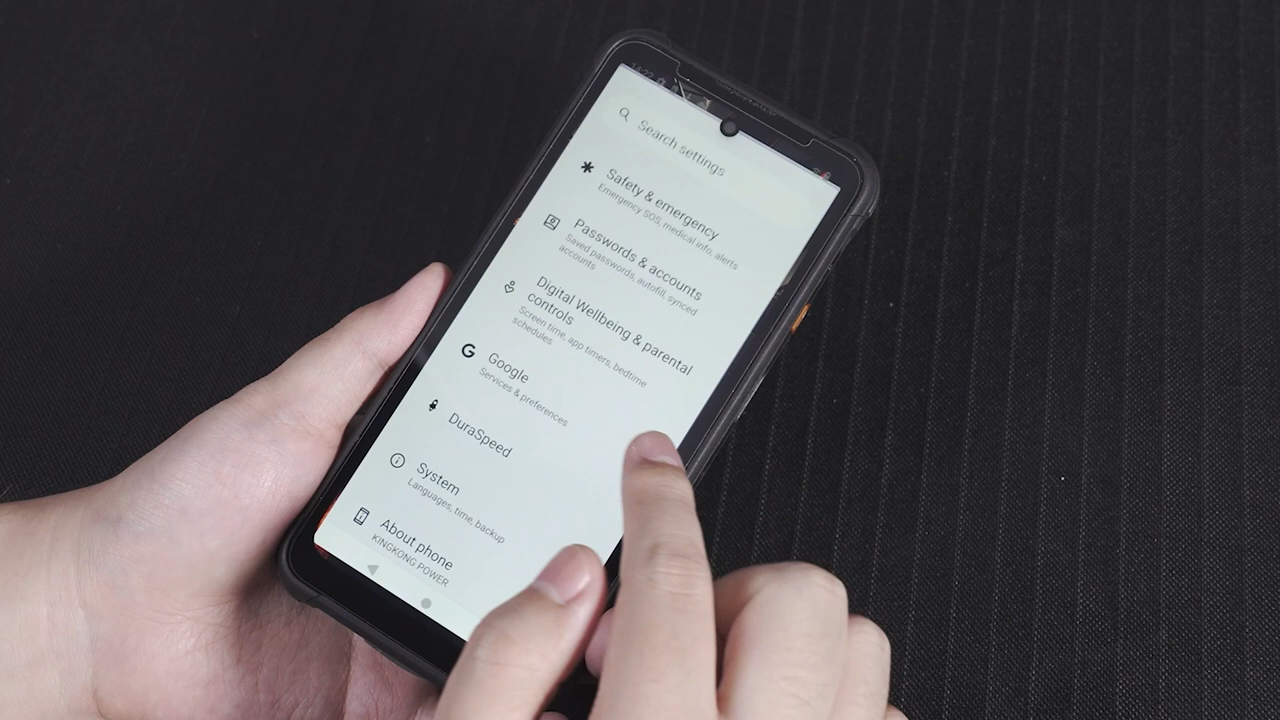 14:22
Search settings
Safety & emergency
Emergency SOS, medical info, alerts
Passwords & accounts
Saved passwords, autofill, synced
accounts
Digital Wellbeing & parental
controls
Screen time, app timers, bedtime
schedules
Google
Services & preferences
DuraSpeed
System
Languages, time, backup
About phone
KINGKONG POWER